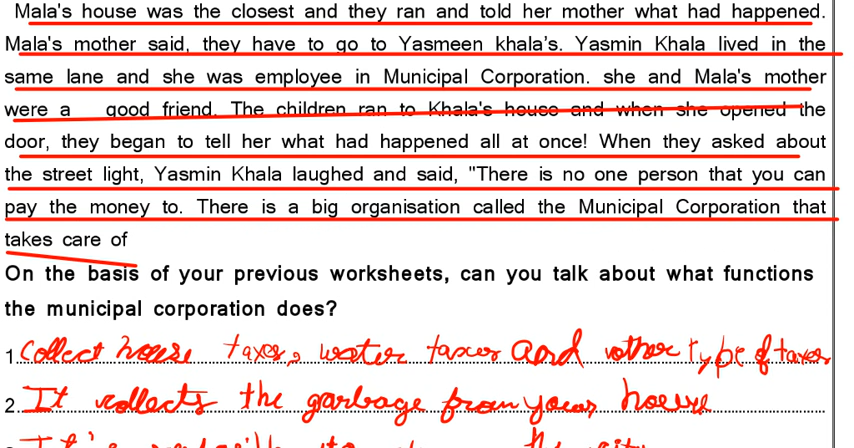 Mala's house was the closest and they ran and told her mother what had happened.
Mala's mother said, they have to go to Yasmeen khala's. Yasmin Khala lived in the
same lane and she was employee in Municipal Corporation. she and Mala's mother
were a good friend. The children ran to Khala's house and when she opened the
door, they began to tell her what had happened all at once! When they asked about
the street light, Yasmin Khala laughed and said, "There is no one person that you can
pay the money to. There is a big organisation called the Municipal Corporation that
takes care of
On the basis of your previous worksheets, can you talk about what functions
the municipal corporation does?
1. Collect house taxes, water taxes and other type of taxes
2. It collects the garbage from your house
It's